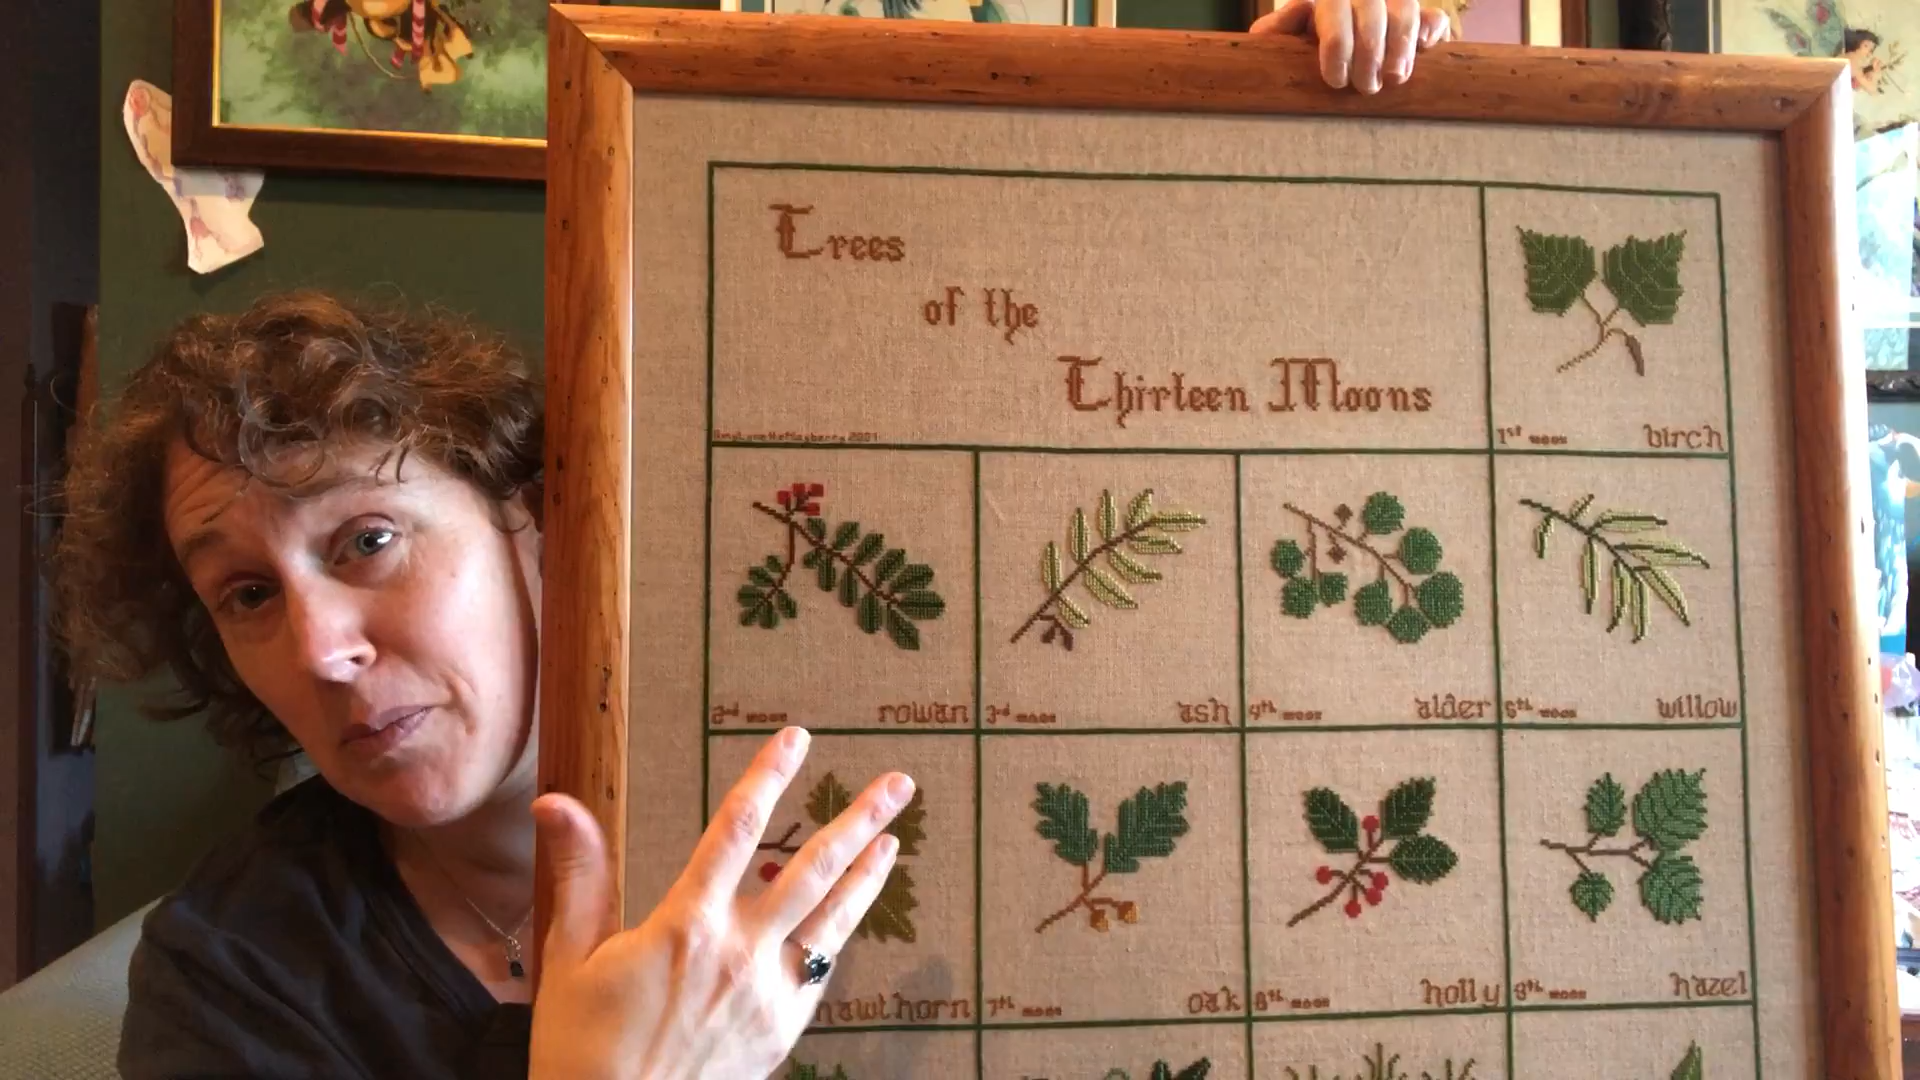 Trees
of the
Thirteen Moons
1st moon birch
2nd moon rowan
3rd moon ash
4th moon alder
5th moon willow
hawthorn
7th moon oak
8th moon holly
9th moon hazel